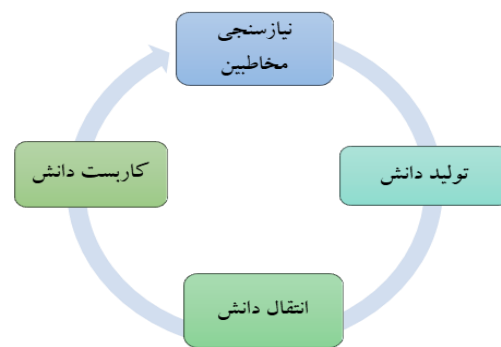 نیازسنجی
مخاطبین
تولید دانش
انتقال دانش
کاربست دانش